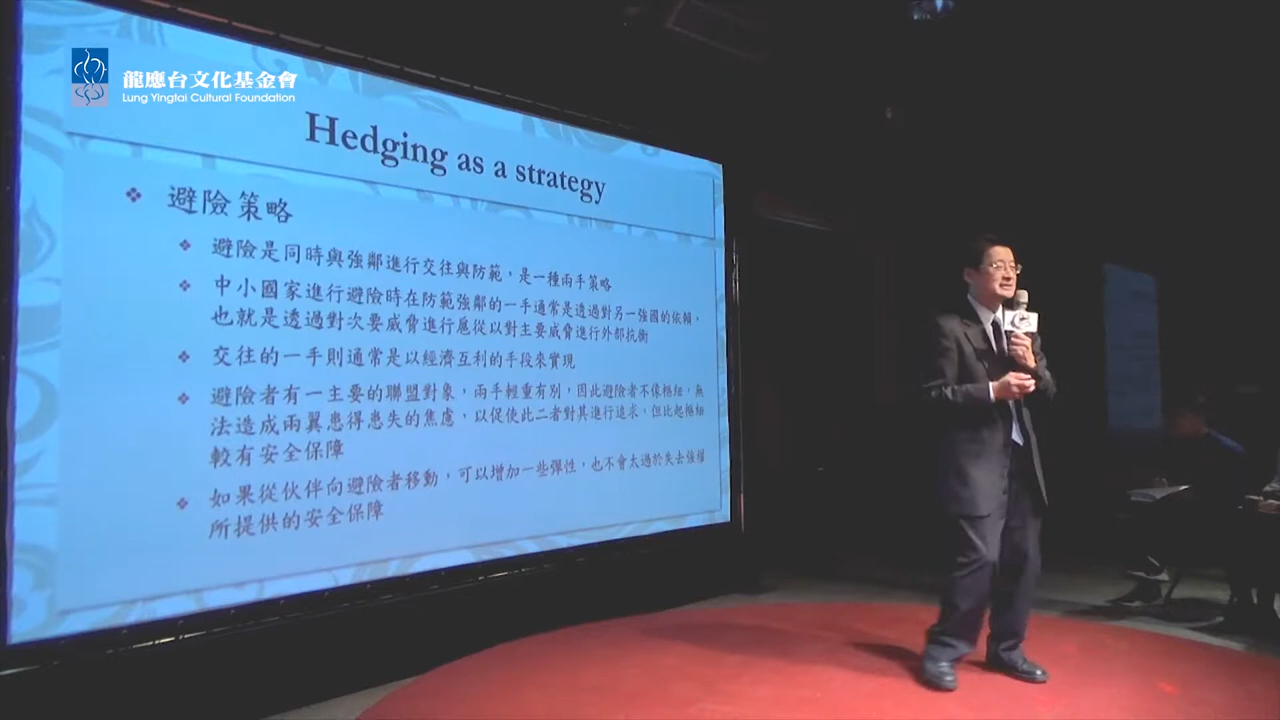 龍應台文化基金會
Lung Yingtai Cultural Foundation
Hedging as a strategy
避險策略
避險是同時與強鄰進行交往與防範，是一種兩手策略
中小國家進行避險時在防範強鄰的一手通常是透過對另一強國的依賴，
也就是透過對次要威脅進行扈從以對主要威脅進行外部抗衡
交往的一手則通常是以經濟互利的手段來實現
避險者有一主要的聯盟對象，兩手輕重有別，因此避險者不像樞紐，無
法造成兩翼患得患失的焦慮，以促使此二者對其進行追求，但比起樞紐
較有安全保障
如果從伙伴向避險者移動，可以增加一些彈性，也不會太過於失去強權
所提供的安全保障